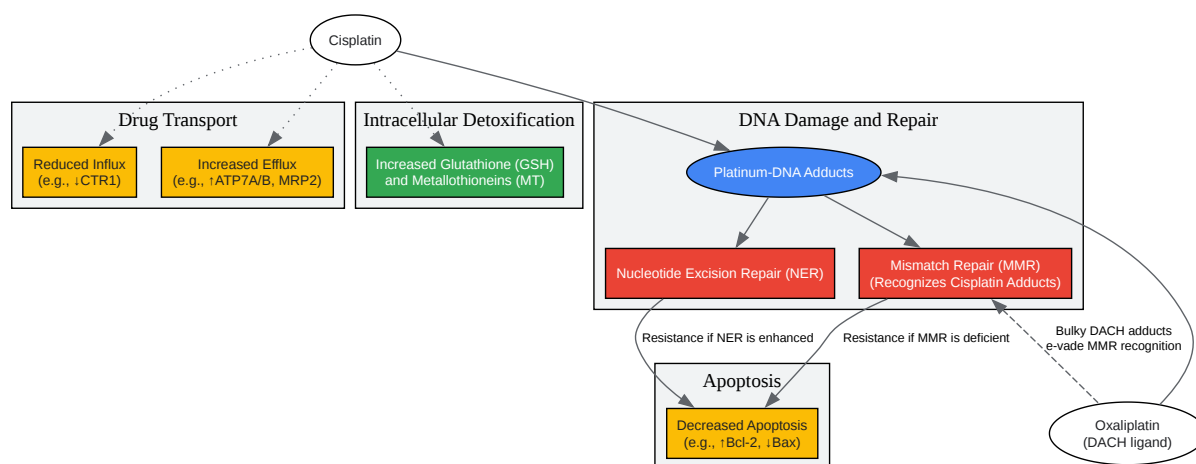 Cisplatin
Drug Transport
Reduced Influx
(e.g., ↓CTR1)
Increased Efflux
(e.g., ↑ATP7A/B, MRP2)
Intracellular Detoxification
Increased Glutathione (GSH)
and Metallothioneins (MT)
DNA Damage and Repair
Platinum-DNA Adducts
Nucleotide Excision Repair (NER)
Mismatch Repair (MMR)
(Recognizes Cisplatin Adducts)
Resistance if NER is enhanced
Resistance if MMR is deficient
Bulky DACH adducts
e-vade MMR recognition
Apoptosis
Decreased Apoptosis
(e.g., ↑Bcl-2, ↓Bax)
Oxaliplatin
(DACH ligand)